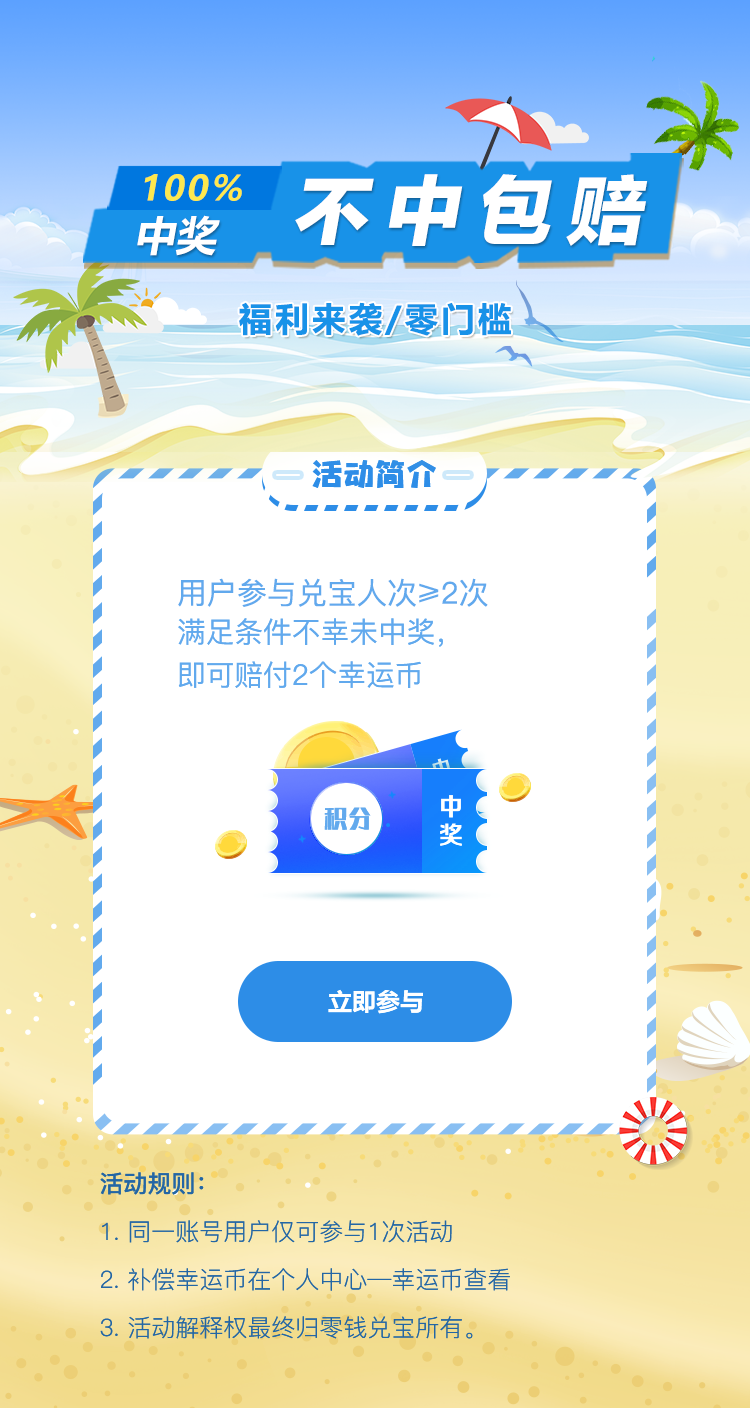 100%
中奖
不中包赔
福利来袭/零门槛
活动简介
用户参与兑宝人次≥2次
满足条件不幸未中奖，
即可赔付2个幸运币
积分
中奖
立即参与
活动规则：
1. 同一账号用户仅可参与1次活动
2. 补偿幸运币在个人中心—幸运币查看
3. 活动解释权最终归零钱兑宝所有。